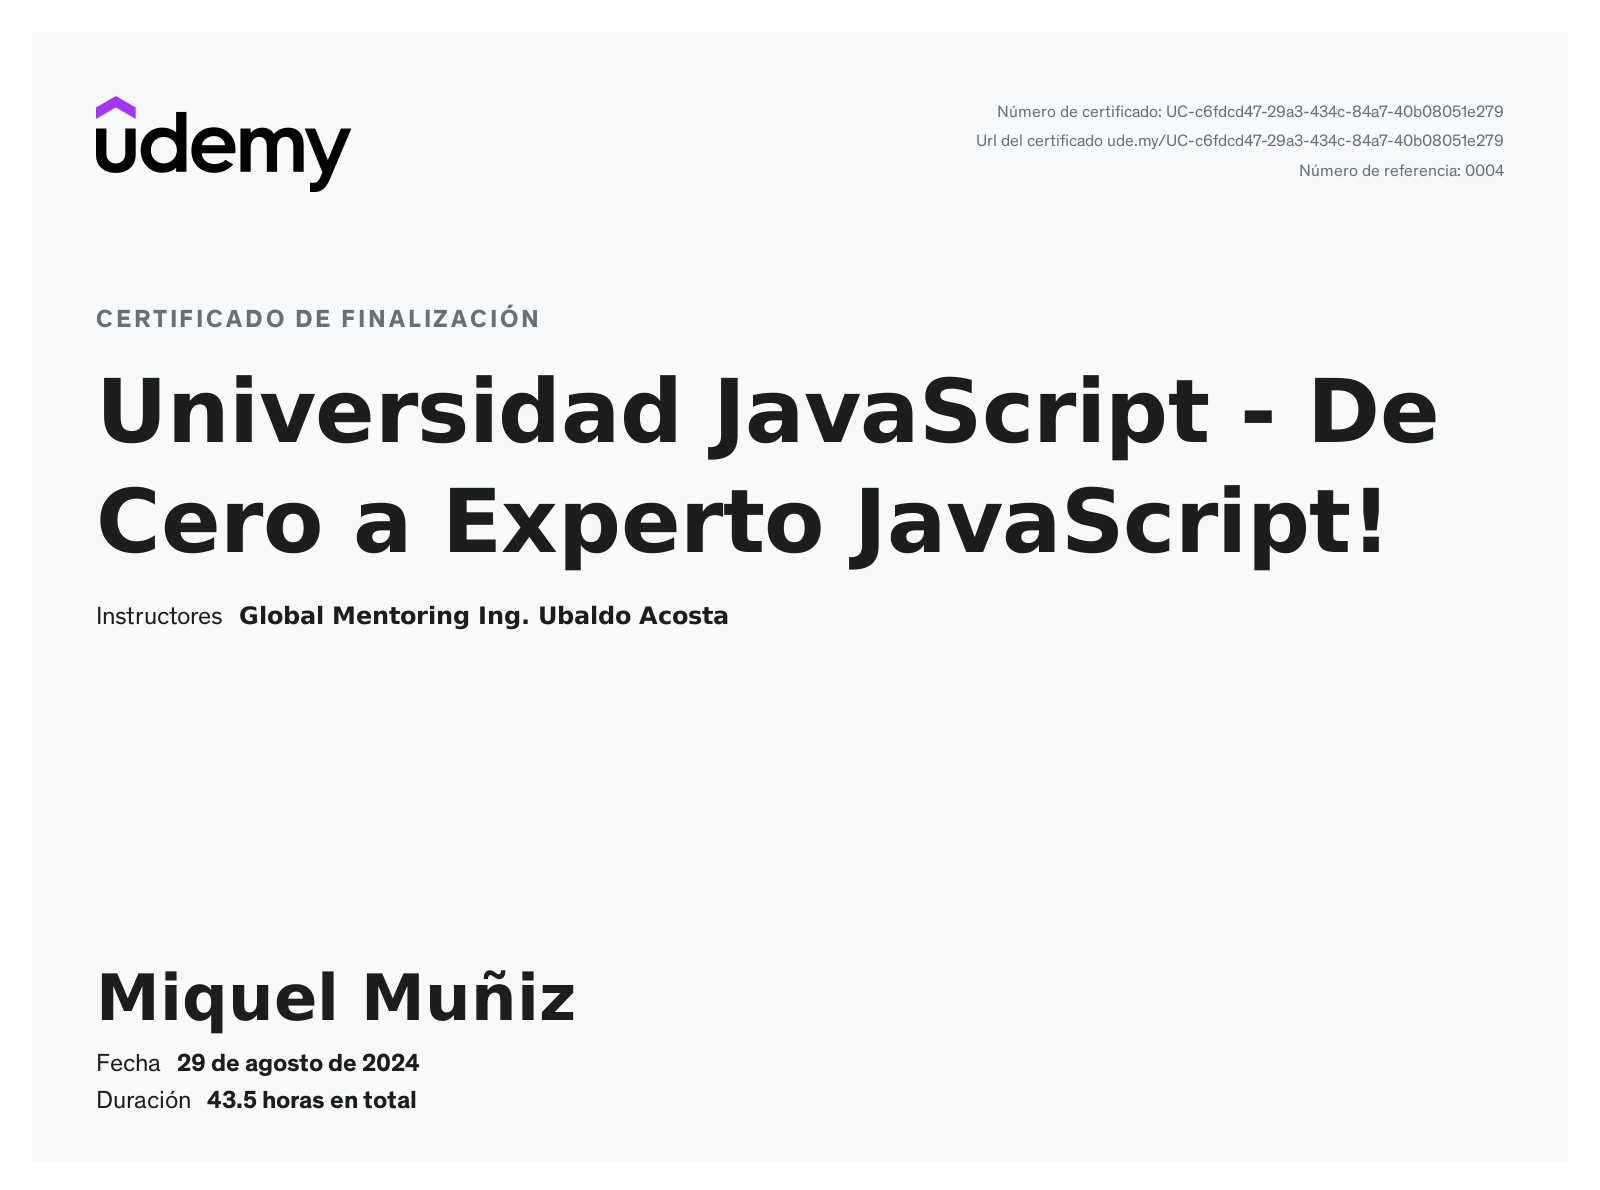 udemy
Número de certificado: UC-c6fdcd47-29a3-434c-84a7-40b08051e279
Url del certificado ude.my/UC-c6fdcd47-29a3-434c-84a7-40b08051e279
Número de referencia: 0004
CERTIFICADO DE FINALIZACIÓN
Universidad JavaScript - De
Cero a Experto JavaScript!
Instructores Global Mentoring Ing. Ubaldo Acosta
Miquel Muñiz
Fecha 29 de agosto de 2024
Duración 43.5 horas en total